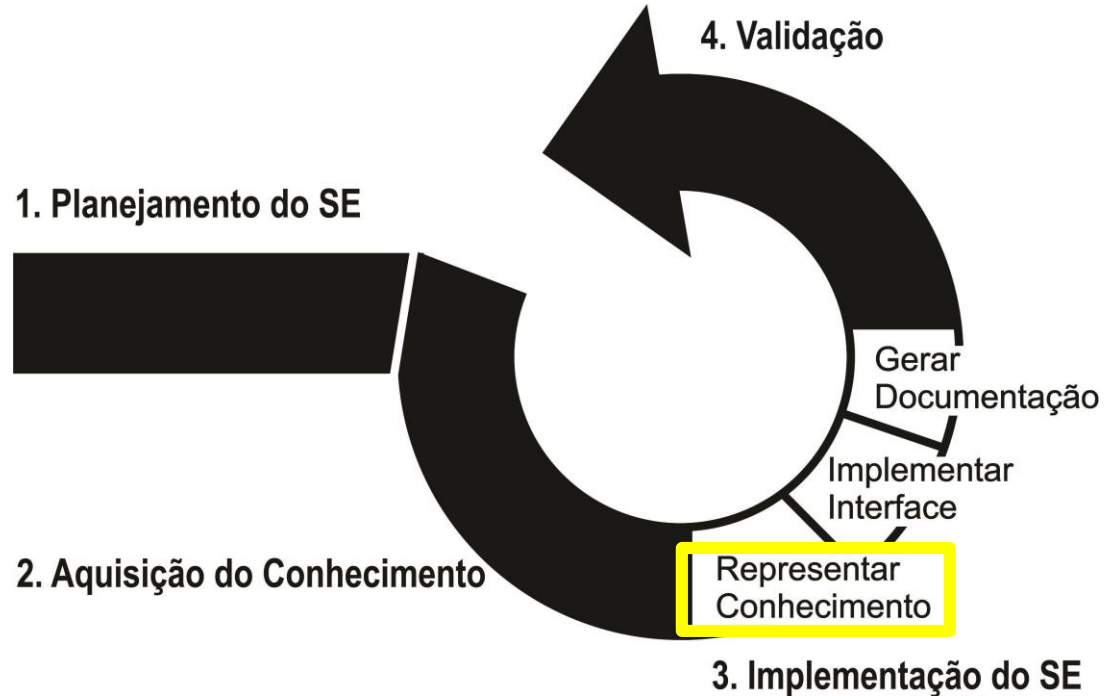 4. Validação
1. Planejamento do SE
Gerar
Documentação
Implementar
Interface
2. Aquisição do Conhecimento
Representar
Conhecimento
3. Implementação do SE